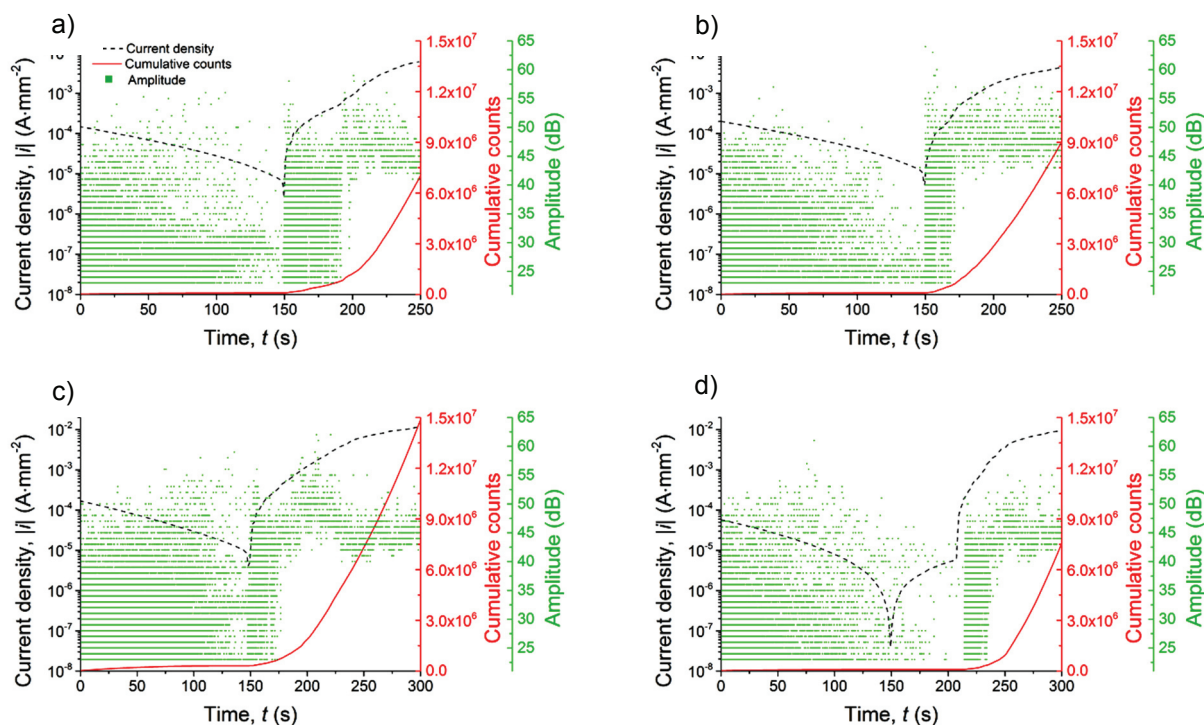 a)
Current density
Cumulative counts
Amplitude
Current density, |i| (A·mm⁻²)
10⁻³
10⁻⁴
10⁻⁵
10⁻⁶
10⁻⁷
10⁻⁸
0 50 100 150 200 250
Time, t (s)
1.5x10⁷
1.2x10⁷
9.0x10⁶
6.0x10⁶
3.0x10⁶
0.0
Cumulative counts
65
60
55
50
45
40
35
30
25
Amplitude (dB)
b)
Current density, |i| (A·mm⁻²)
10⁻³
10⁻⁴
10⁻⁵
10⁻⁶
10⁻⁷
10⁻⁸
0 50 100 150 200 250
Time, t (s)
1.5x10⁷
1.2x10⁷
9.0x10⁶
6.0x10⁶
3.0x10⁶
0.0
Cumulative counts
65
60
55
50
45
40
35
30
25
Amplitude (dB)
c)
Current density, |i| (A·mm⁻²)
10⁻²
10⁻³
10⁻⁴
10⁻⁵
10⁻⁶
10⁻⁷
10⁻⁸
0 50 100 150 200 250 300
Time, t (s)
1.5x10⁷
1.2x10⁷
9.0x10⁶
6.0x10⁶
3.0x10⁶
0.0
Cumulative counts
65
60
55
50
45
40
35
30
25
Amplitude (dB)
d)
Current density, |i| (A·mm⁻²)
10⁻²
10⁻³
10⁻⁴
10⁻⁵
10⁻⁶
10⁻⁷
10⁻⁸
0 50 100 150 200 250 300
Time, t (s)
1.5x10⁷
1.2x10⁷
9.0x10⁶
6.0x10⁶
3.0x10⁶
0.0
Cumulative counts
65
60
55
50
45
40
35
30
25
Amplitude (dB)